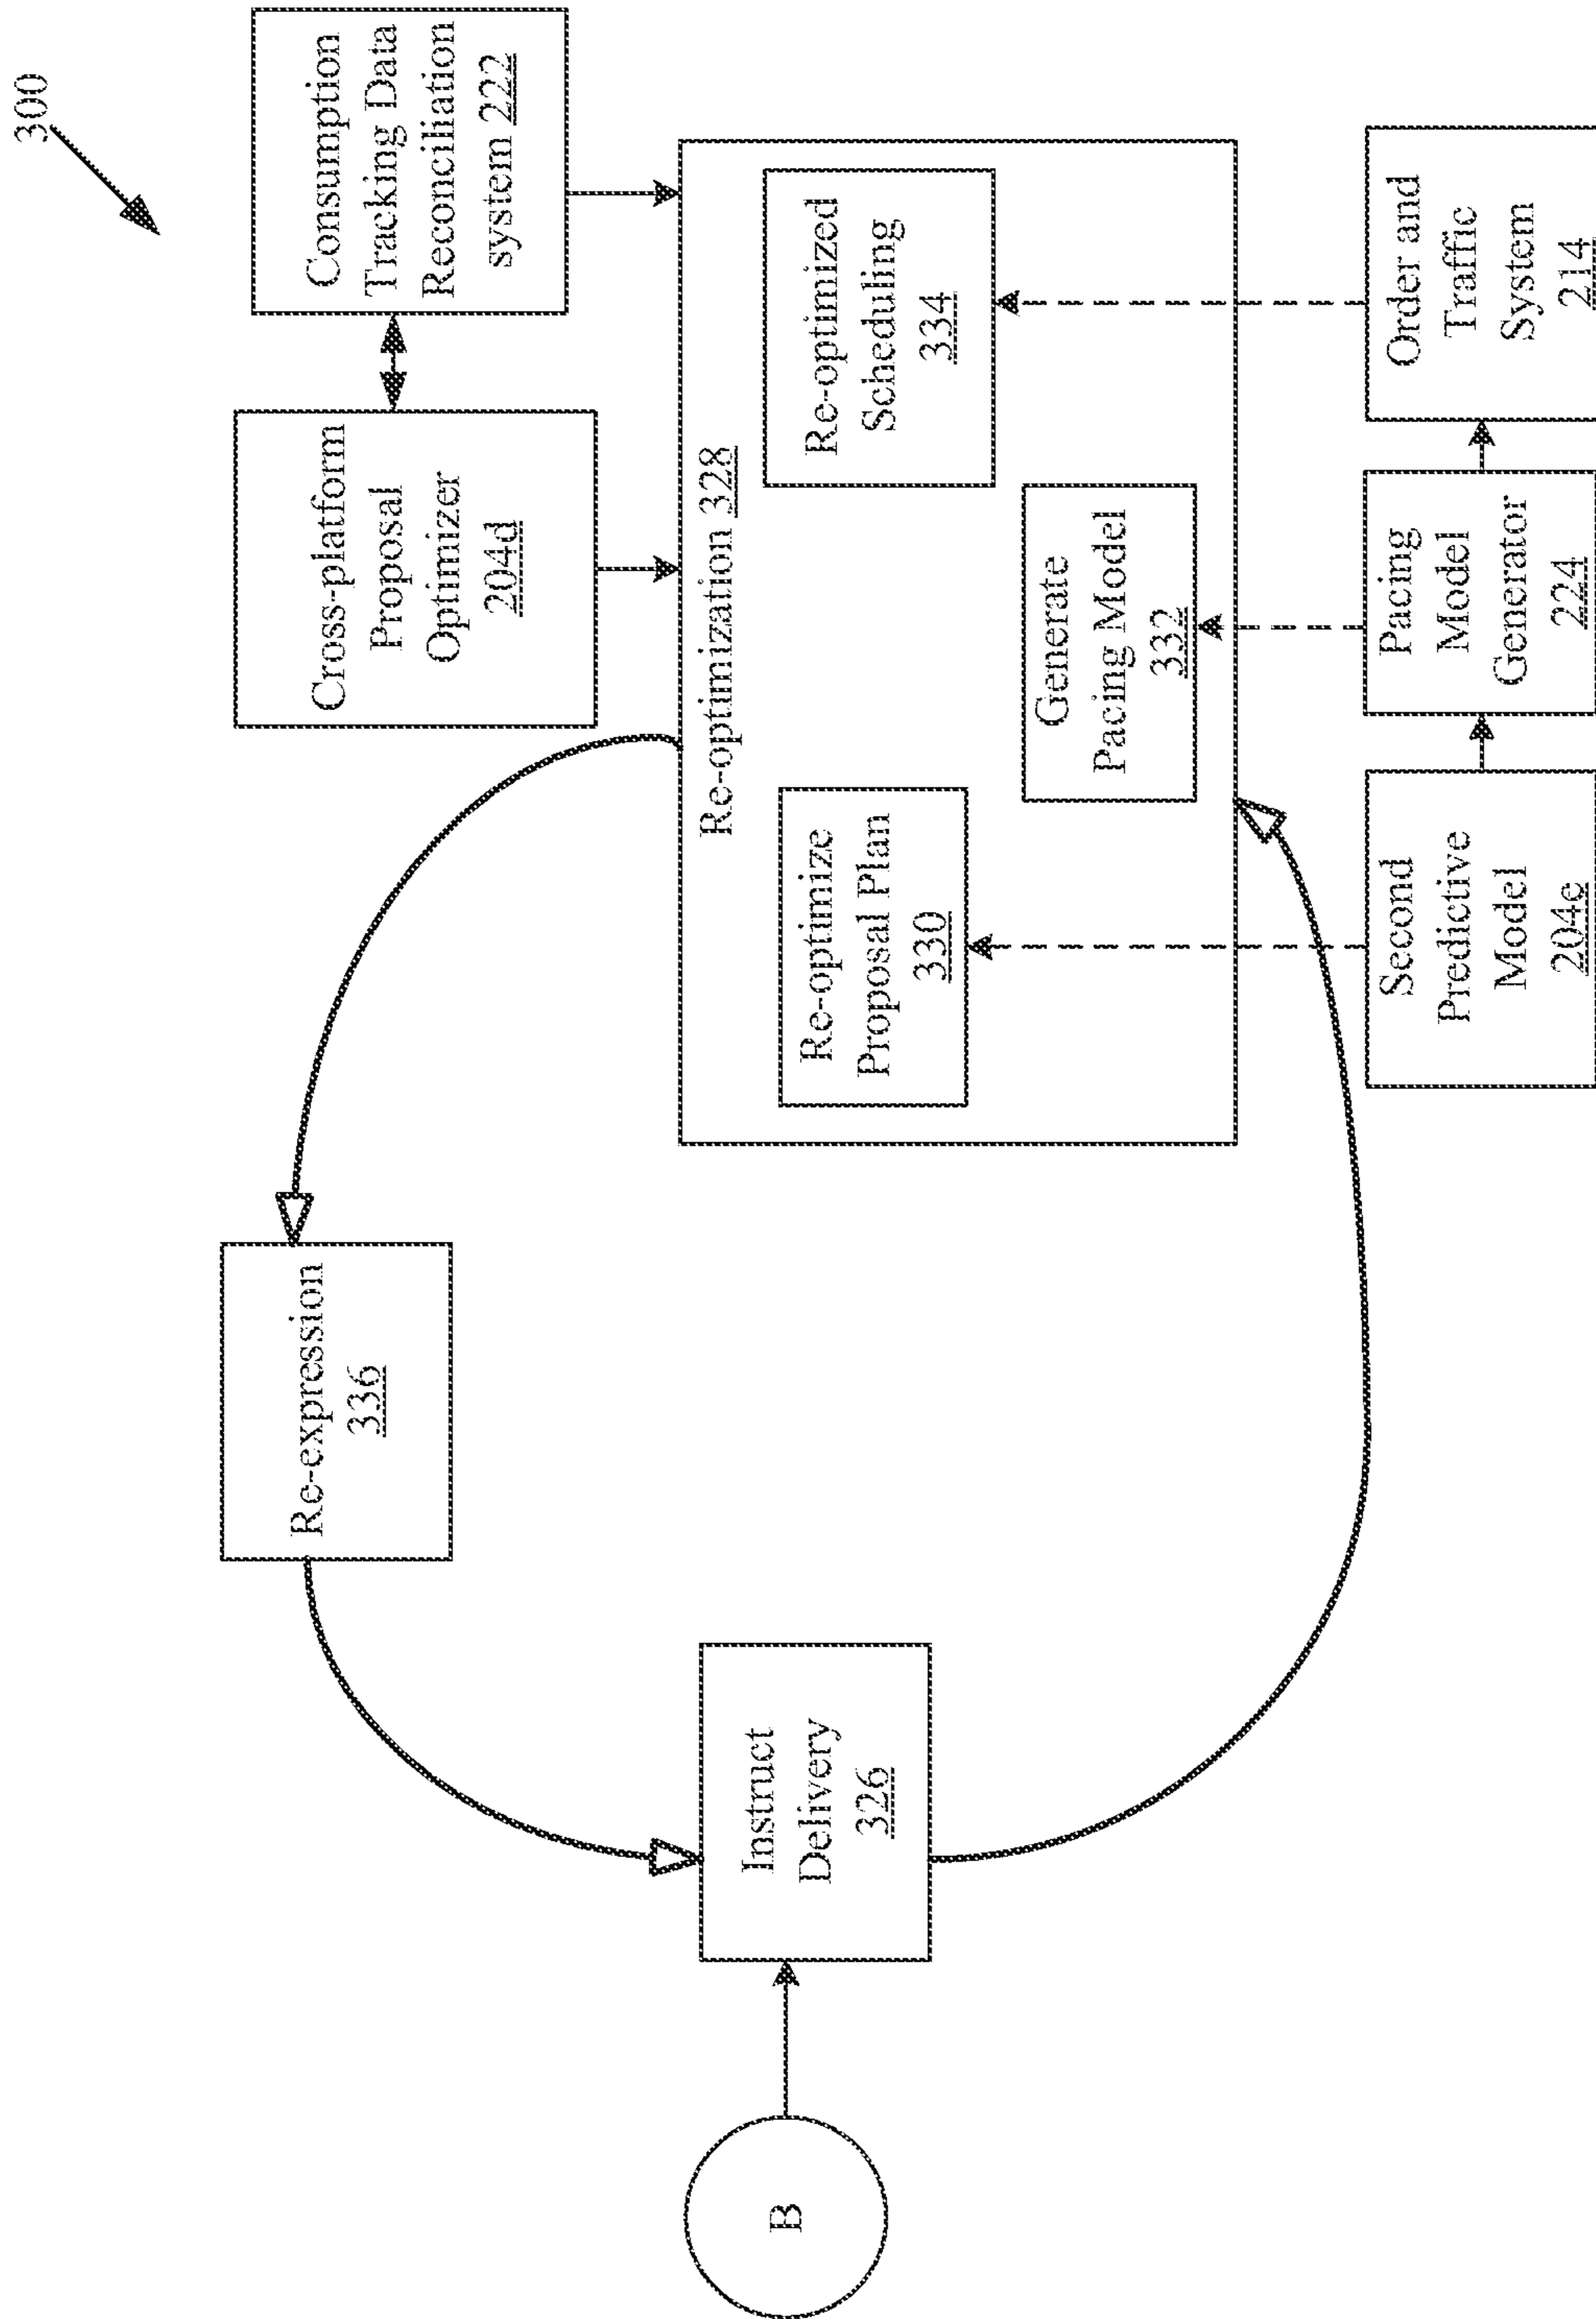 300
Consumption
Tracking Data
Reconciliation
system 222
Cross-platform
Proposal
Optimizer
204d
Re-expression
336
Re-optimization 328
Re-optimized
Scheduling
334
Generate
Pacing Model
332
Re-optimize
Proposal Plan
330
Instruct
Delivery
326
B
Second
Predictive
Model
204e
Pacing
Model
Generator
224
Order and
Traffic
System
214